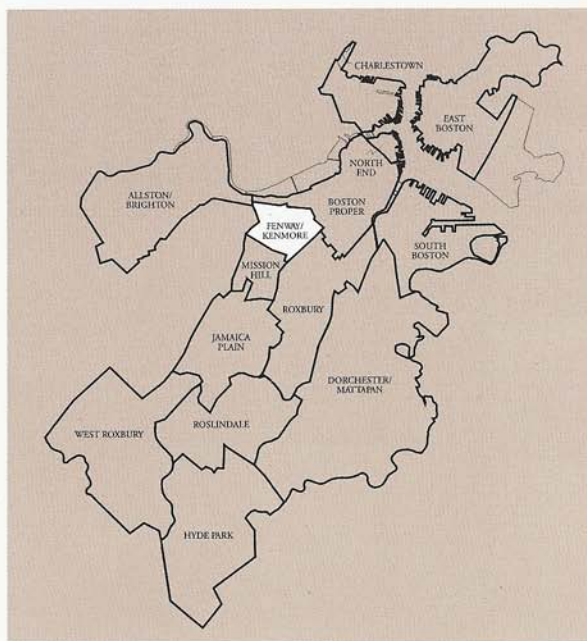 CHARLESTOWN
EAST
BOSTON
NORTH
END
ALLSTON/
BRIGHTON
BOSTON
PROPER
FENWAY/
KENMORE
SOUTH
BOSTON
MISSION
HILL
ROXBURY
JAMAICA
PLAIN
DORCHESTER/
MATTAPAN
WEST ROXBURY
ROSLINDALE
HYDE PARK